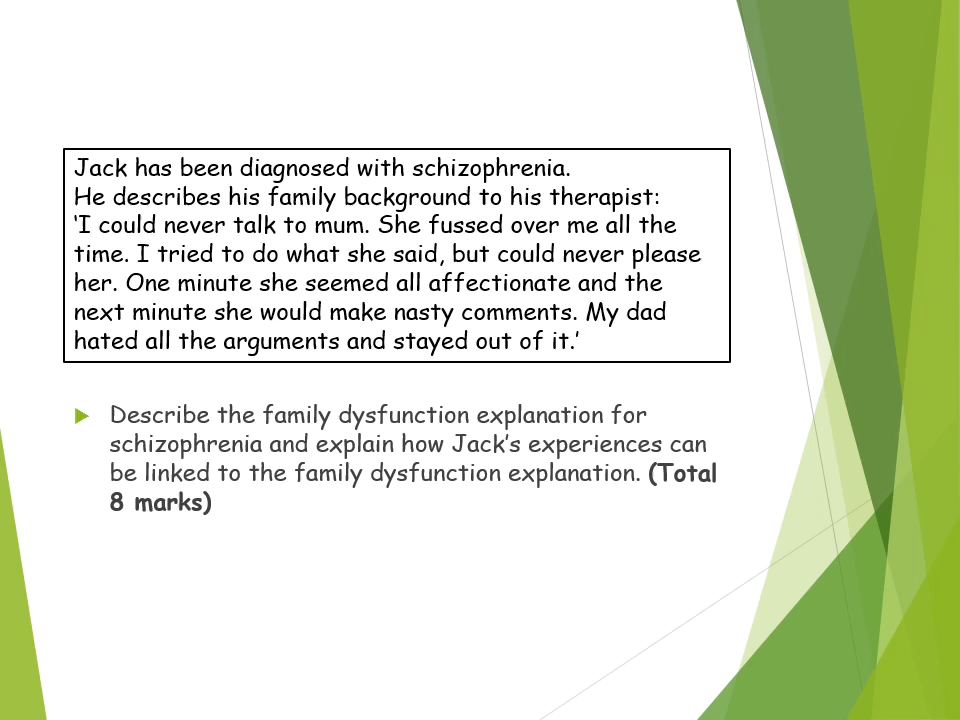 Jack has been diagnosed with schizophrenia.
He describes his family background to his therapist:
‘I could never talk to mum. She fussed over me all the
time. I tried to do what she said, but could never please
her. One minute she seemed all affectionate and the
next minute she would make nasty comments. My dad
hated all the arguments and stayed out of it.’
Describe the family dysfunction explanation for
schizophrenia and explain how Jack’s experiences can
be linked to the family dysfunction explanation. (Total
8 marks)